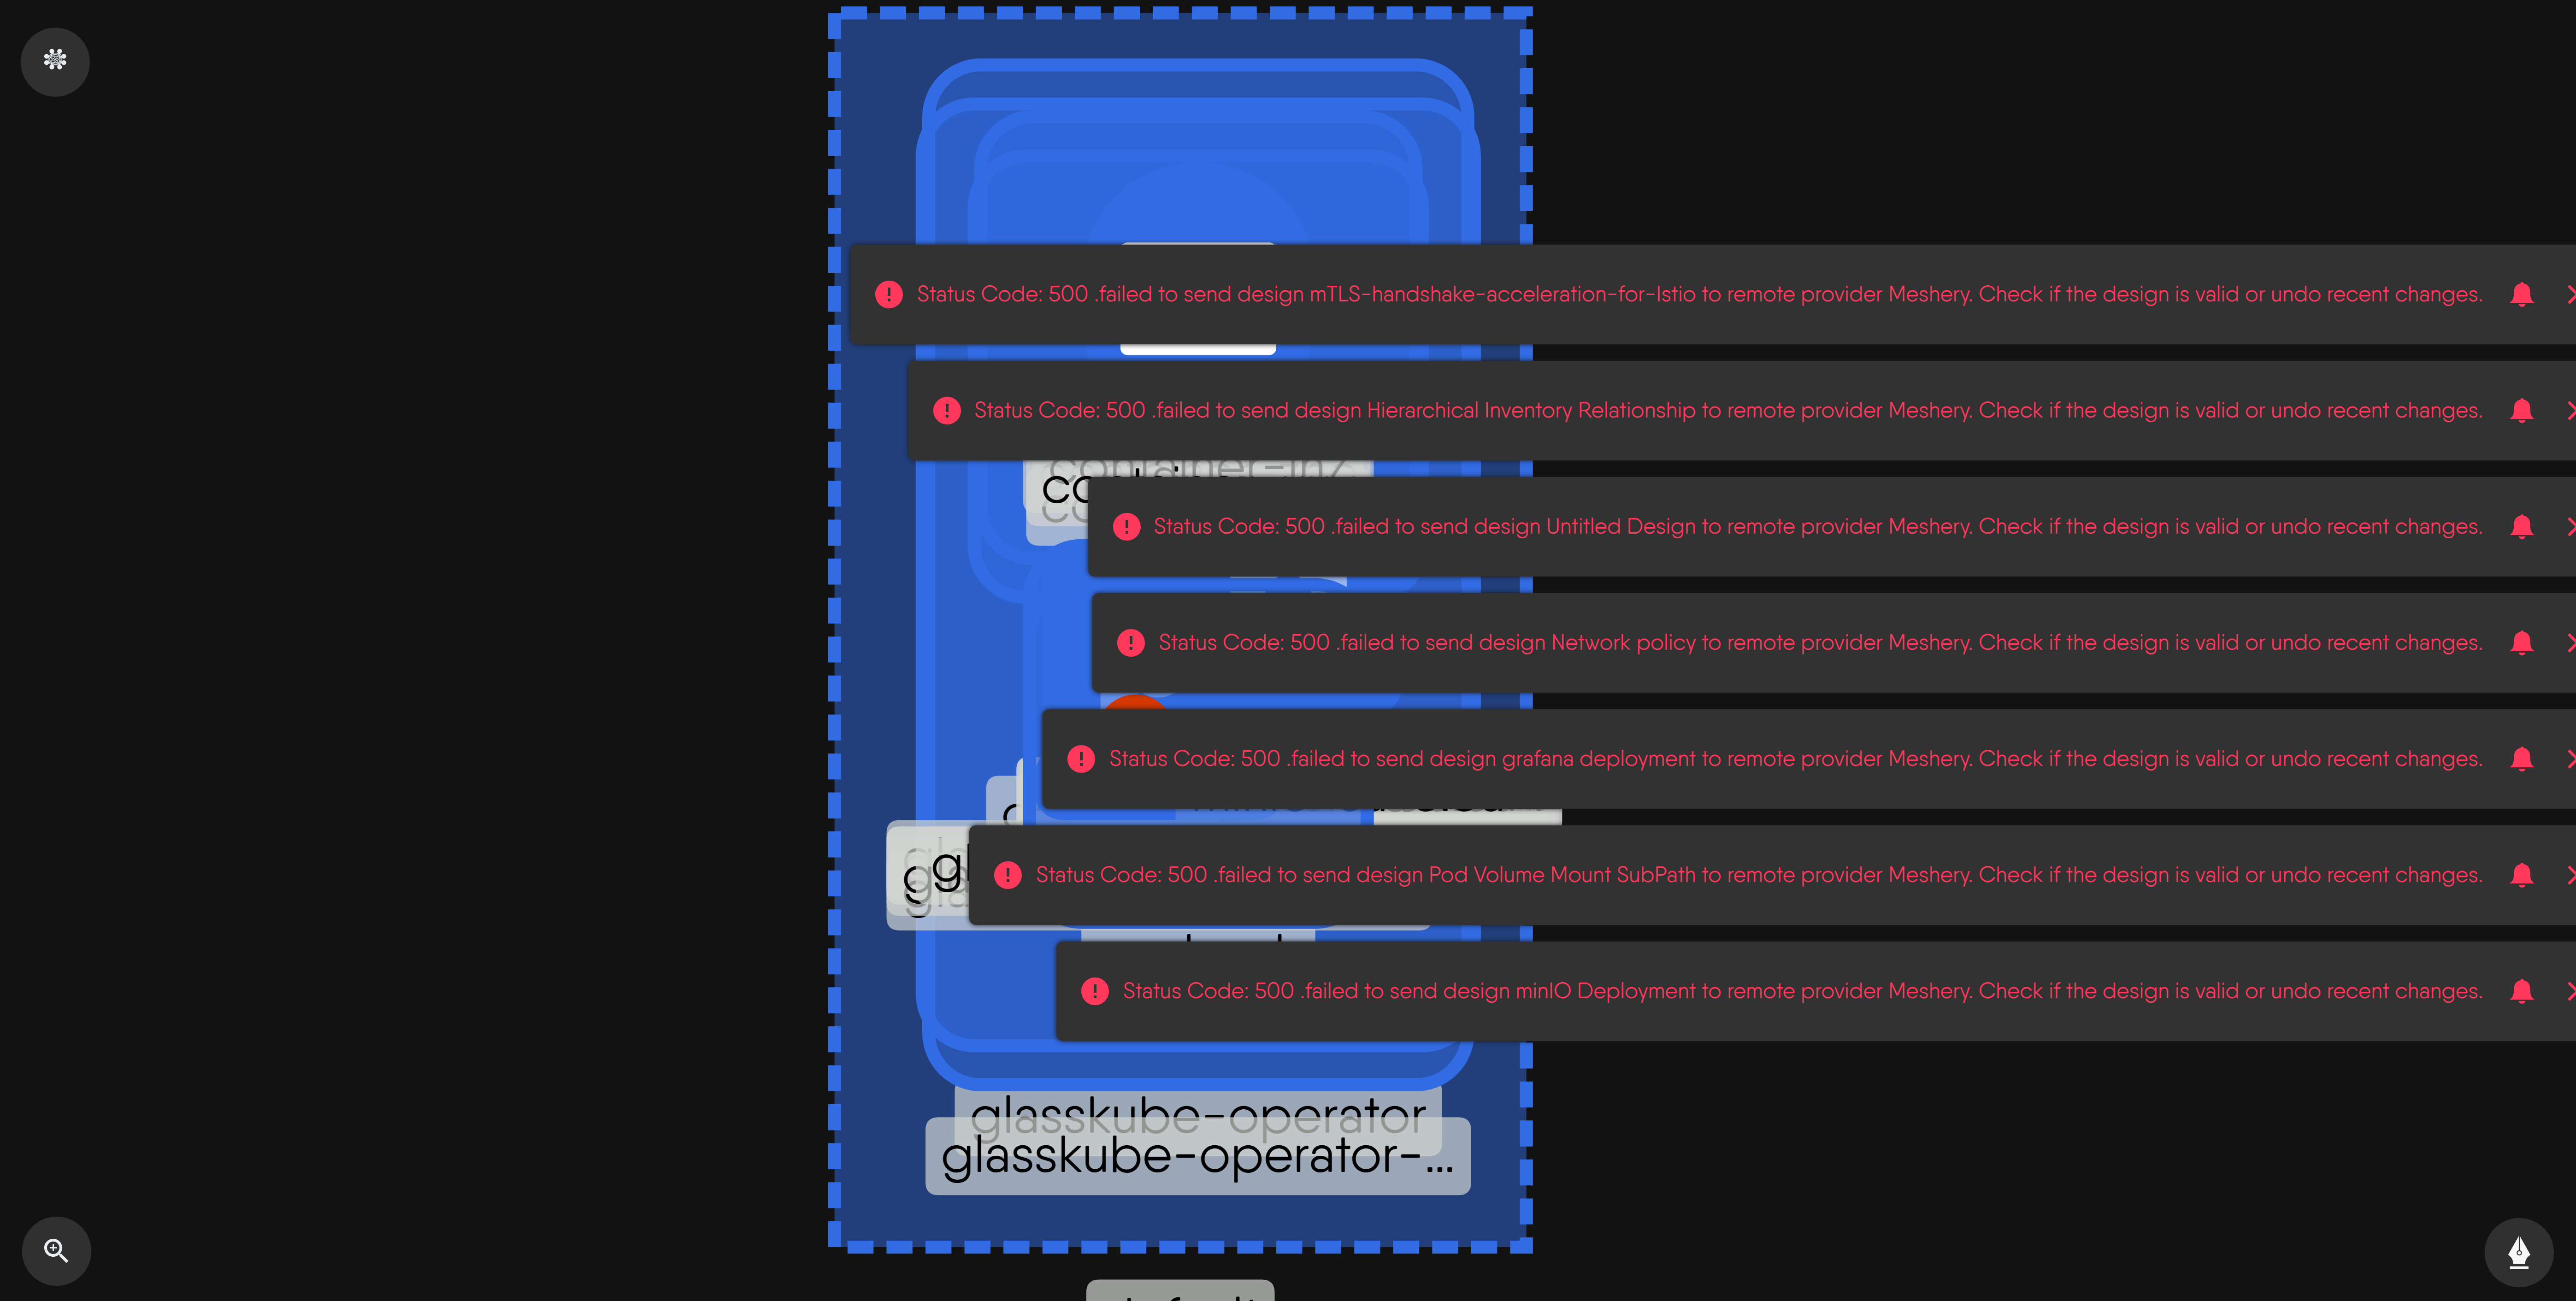 Status Code: 500 .failed to send design mTLS-handshake-acceleration-for-Istio to remote provider Meshery. Check if the design is valid or undo recent changes.
Status Code: 500 .failed to send design Hierarchical Inventory Relationship to remote provider Meshery. Check if the design is valid or undo recent changes.
Status Code: 500 .failed to send design Untitled Design to remote provider Meshery. Check if the design is valid or undo recent changes.
Status Code: 500 .failed to send design Network policy to remote provider Meshery. Check if the design is valid or undo recent changes.
Status Code: 500 .failed to send design grafana deployment to remote provider Meshery. Check if the design is valid or undo recent changes.
Status Code: 500 .failed to send design Pod Volume Mount SubPath to remote provider Meshery. Check if the design is valid or undo recent changes.
Status Code: 500 .failed to send design minIO Deployment to remote provider Meshery. Check if the design is valid or undo recent changes.
glasskube-operator
glasskube-operator-...